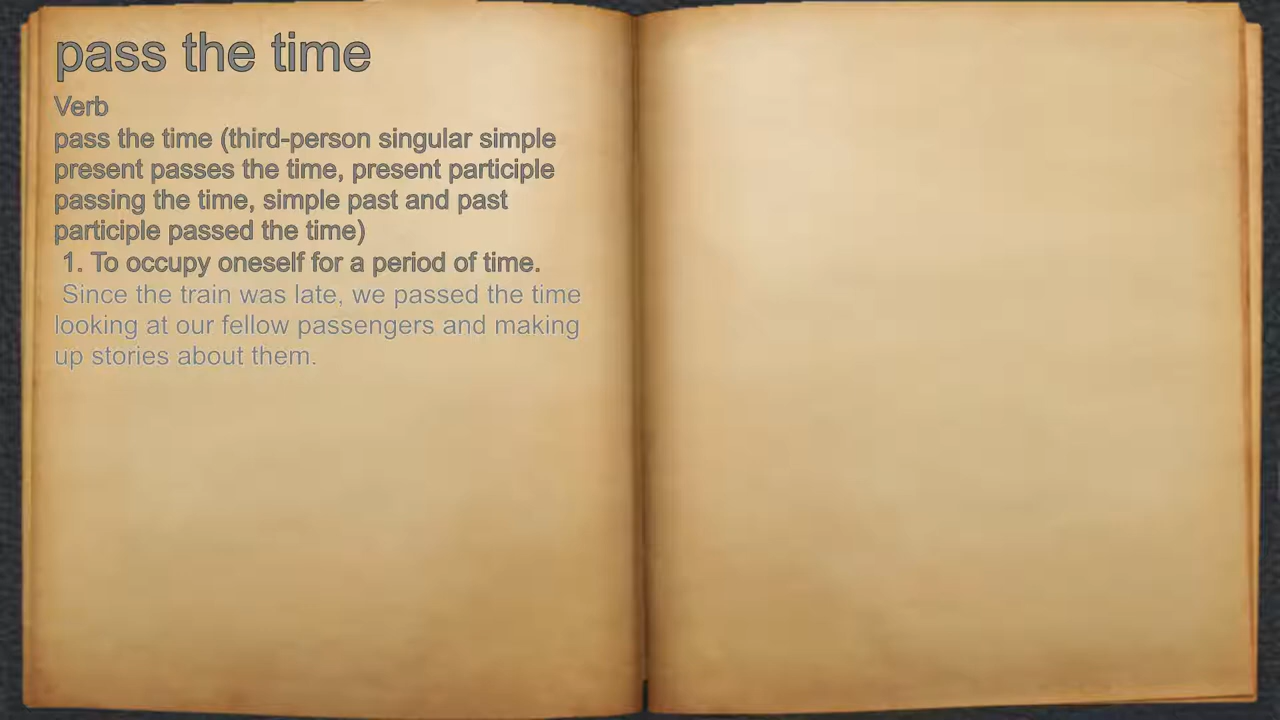 pass the time
Verb
pass the time (third-person singular simple
present passes the time, present participle
passing the time, simple past and past
participle passed the time)
1. To occupy oneself for a period of time.
Since the train was late, we passed the time
looking at our fellow passengers and making
up stories about them.